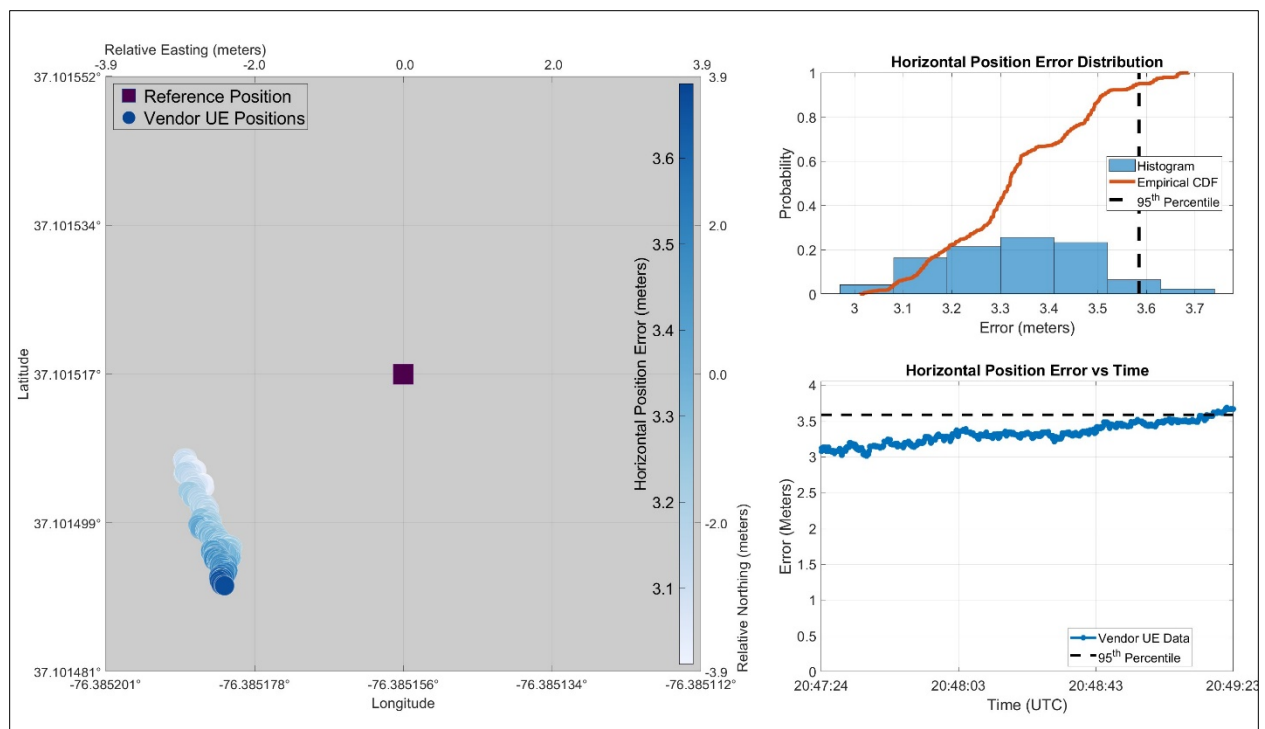 Relative Easting (meters)
-3.9 -2.0 0.0 2.0 3.9
37.101552° 3.9
Reference Position
Vendor UE Positions
3.6
37.101534° 2.0
3.5
3.4
Latitude
37.101517° 0.0
Horizontal Position Error (meters)
3.3
3.2
37.101499° -2.0
3.1
Relative Northing (meters)
37.101481° -3.9
-76.385201° -76.385178° -76.385156° -76.385134° -76.385112°
Longitude
Horizontal Position Error Distribution
1
0.8
0.6
0.4
0.2
0
Probability
Histogram
Empirical CDF
95th Percentile
3 3.1 3.2 3.3 3.4 3.5 3.6 3.7
Error (meters)
Horizontal Position Error vs Time
4
3.5
3
2.5
2
1.5
1
0.5
0
Error (Meters)
Vendor UE Data
95th Percentile
20:47:24 20:48:03 20:48:43 20:49:23
Time (UTC)